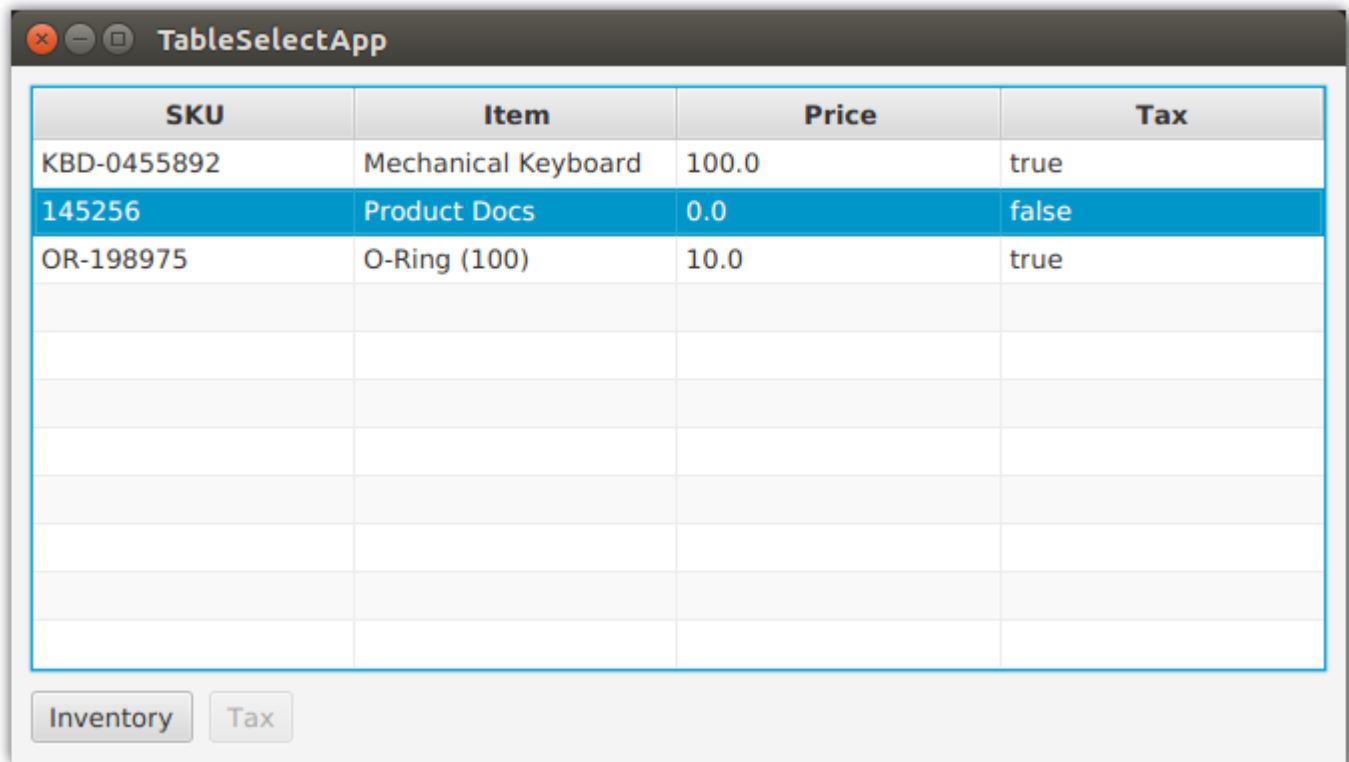 TableSelectApp
SKU Item Price Tax
KBD-0455892 Mechanical Keyboard 100.0 true
145256 Product Docs 0.0 false
OR-198975 O-Ring (100) 10.0 true
Inventory Tax